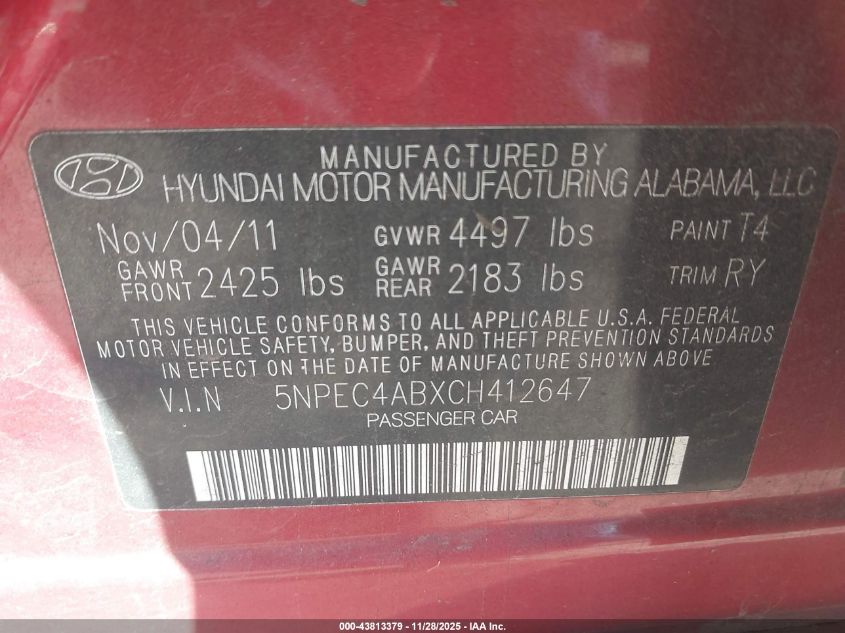 MANUFACTURED BY
HYUNDAI MOTOR MANUFACTURING ALABAMA, LLC
Nov/04/11 GVWR 4497 lbs PAINT T4
GAWR FRONT 2425 lbs GAWR REAR 2183 lbs TRIM RY
THIS VEHICLE CONFORMS TO ALL APPLICABLE U.S.A. FEDERAL
MOTOR VEHICLE SAFETY, BUMPER, AND THEFT PREVENTION STANDARDS
IN EFFECT ON THE DATE OF MANUFACTURE SHOWN ABOVE
V.I.N 5NPEC4ABXCH412647
PASSENGER CAR
000-43813379 - 11/28/2025 - IAA Inc.